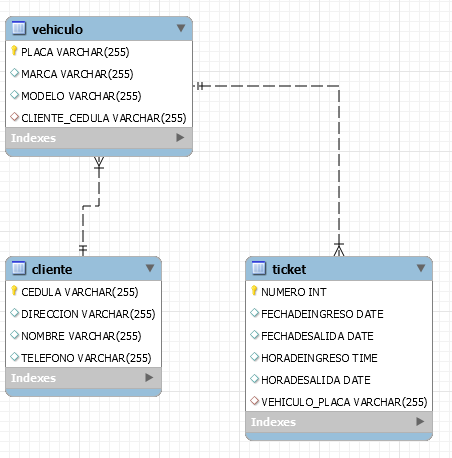 vehiculo
PLACA VARCHAR(255)
MARCA VARCHAR(255)
MODELO VARCHAR(255)
CLIENTE_CEDULA VARCHAR(255)
Indexes
cliente
CEDULA VARCHAR(255)
DIRECCION VARCHAR(255)
NOMBRE VARCHAR(255)
TELEFONO VARCHAR(255)
Indexes
ticket
NUMERO INT
FECHADEINGRESO DATE
FECHADESALIDA DATE
HORADEINGRESO TIME
HORADESALIDA DATE
VEHICULO_PLACA VARCHAR(255)
Indexes